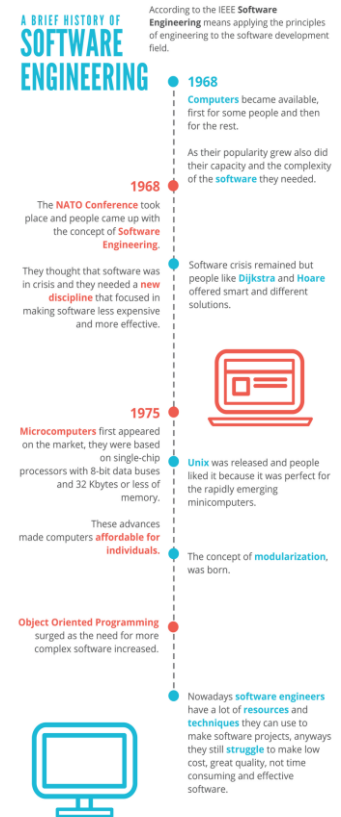 A BRIEF HISTORY OF
SOFTWARE
ENGINEERING
According to the IEEE Software
Engineering means applying the principles
of engineering to the software development
field.
1968
Computers became available,
first for some people and then
for the rest.
As their popularity grew also did
their capacity and the complexity
of the software they needed.
1968
The NATO Conference took
place and people came up with
the concept of Software
Engineering.
They thought that software was
in crisis and they needed a new
discipline that focused in
making software less expensive
and more effective.
Software crisis remained but
people like Dijkstra and Hoare
offered smart and different
solutions.
1975
Microcomputers first appeared
on the market, they were based
on single-chip
processors with 8-bit data buses
and 32 Kbytes or less of
memory.
These advances
made computers affordable for
individuals.
Unix was released and people
liked it because it was perfect for
the rapidly emerging
minicomputers.
The concept of modularization,
was born.
Object Oriented Programming
surged as the need for more
complex software increased.
Nowadays software engineers
have a lot of resources and
techniques they can use to
make software projects, anyways
they still struggle to make low
cost, great quality, not time
consuming and effective
software.